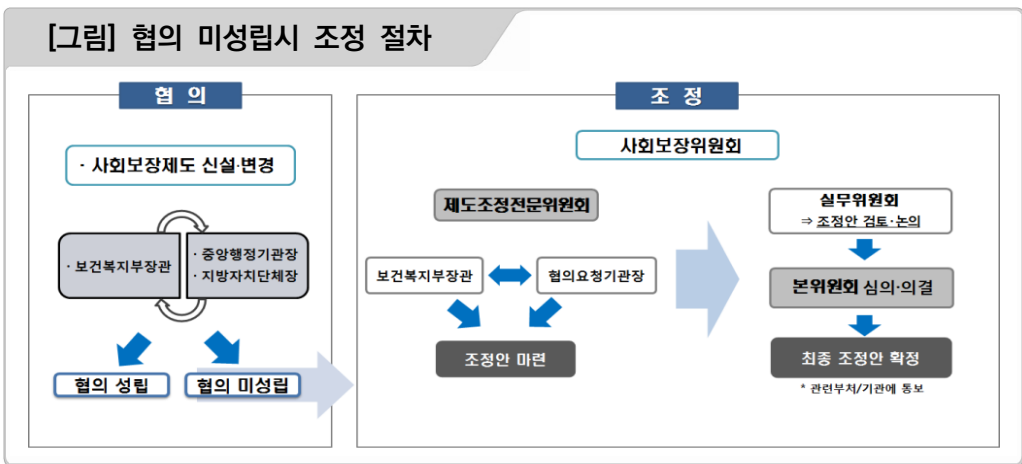 [그림] 협의 미성립시 조정 절차
협 의
· 사회보장제도 신설·변경
· 보건복지부장관
· 중앙행정기관장
· 지방자치단체장
협의 성립
협의 미성립
조 정
사회보장위원회
제도조정전문위원회
보건복지부장관
협의요청기관장
조정안 마련
실무위원회
⇒ 조정안 검토·논의
본위원회 심의·의결
최종 조정안 확정
* 관련부처/기관에 통보